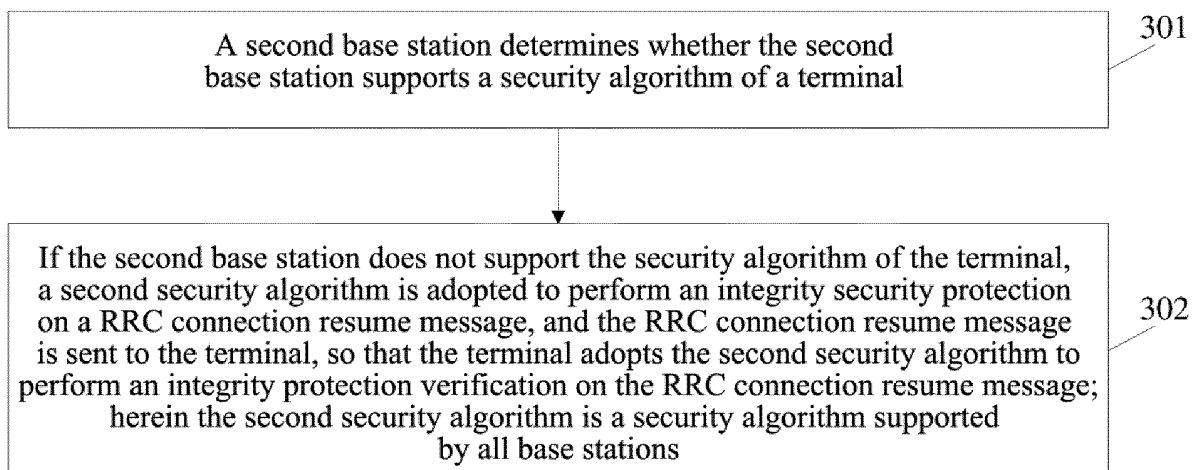 A second base station determines whether the second
base station supports a security algorithm of a terminal
301
If the second base station does not support the security algorithm of the terminal,
a second security algorithm is adopted to perform an integrity security protection
on a RRC connection resume message, and the RRC connection resume message
is sent to the terminal, so that the terminal adopts the second security algorithm to
perform an integrity protection verification on the RRC connection resume message;
herein the second security algorithm is a security algorithm supported
by all base stations
302